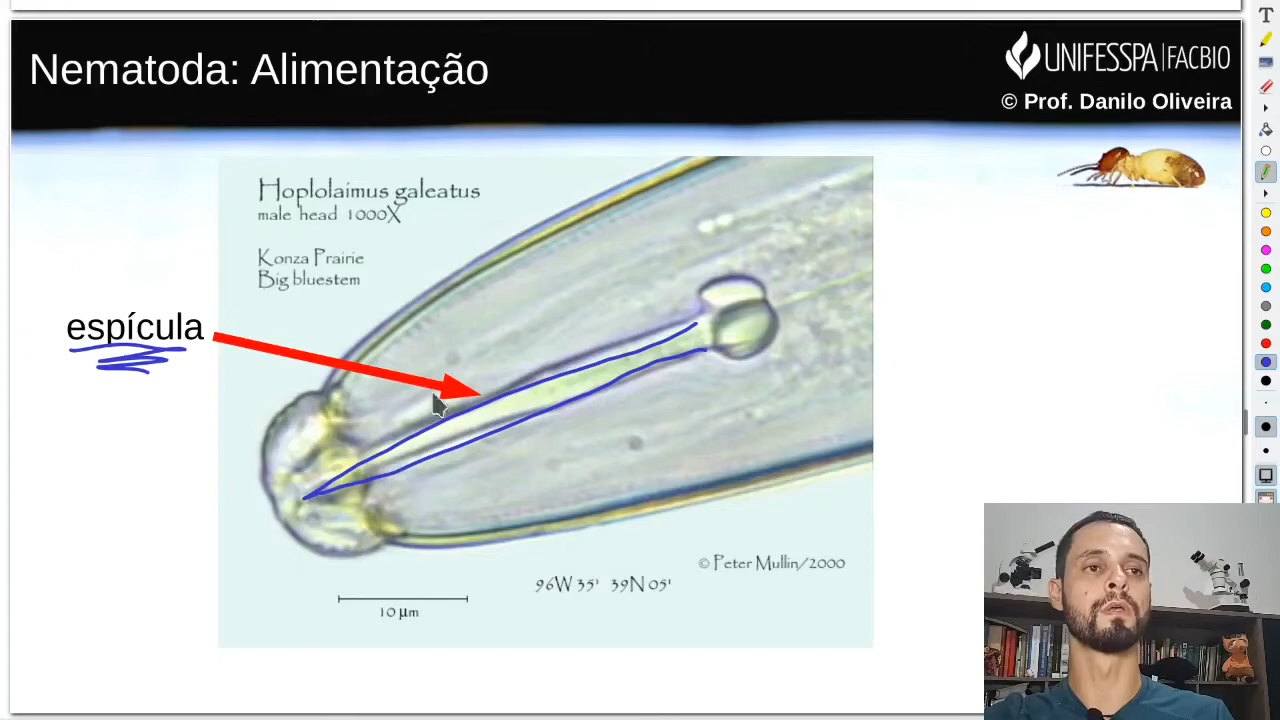 Nematoda: Alimentação
UNIFESSPA|FACBIO
© Prof. Danilo Oliveira
Hoplolaimus galeatus
male head 1000X
Konza Prairie
Big bluestem
espícula
© Peter Mullin/2000
96W 35' 39N 05'
10 µm
T